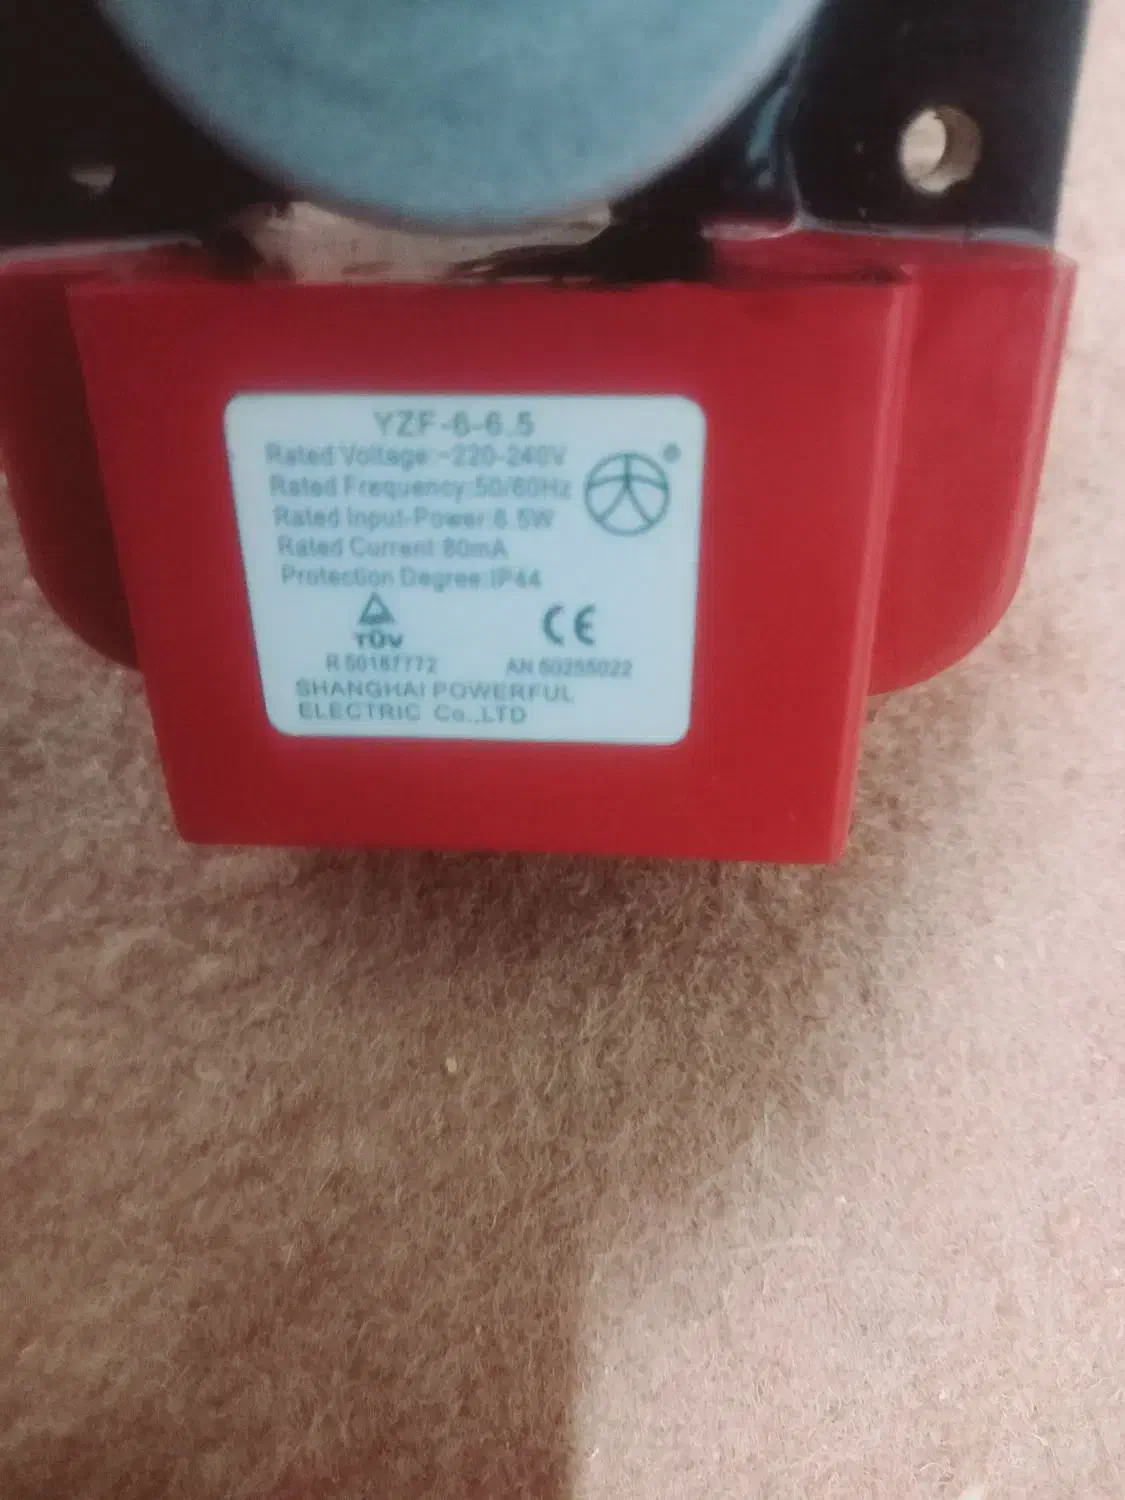 YZF-6-6.5
Rated Voltage:~220-240V
Rated Frequency:50/60Hz
Rated Input-Power:6.5W
Rated Current:80mA
Protection Degree:IP44
TÜV
CE
R 50187772
AN 50255022
SHANGHAI POWERFUL
ELECTRIC Co.,LTD